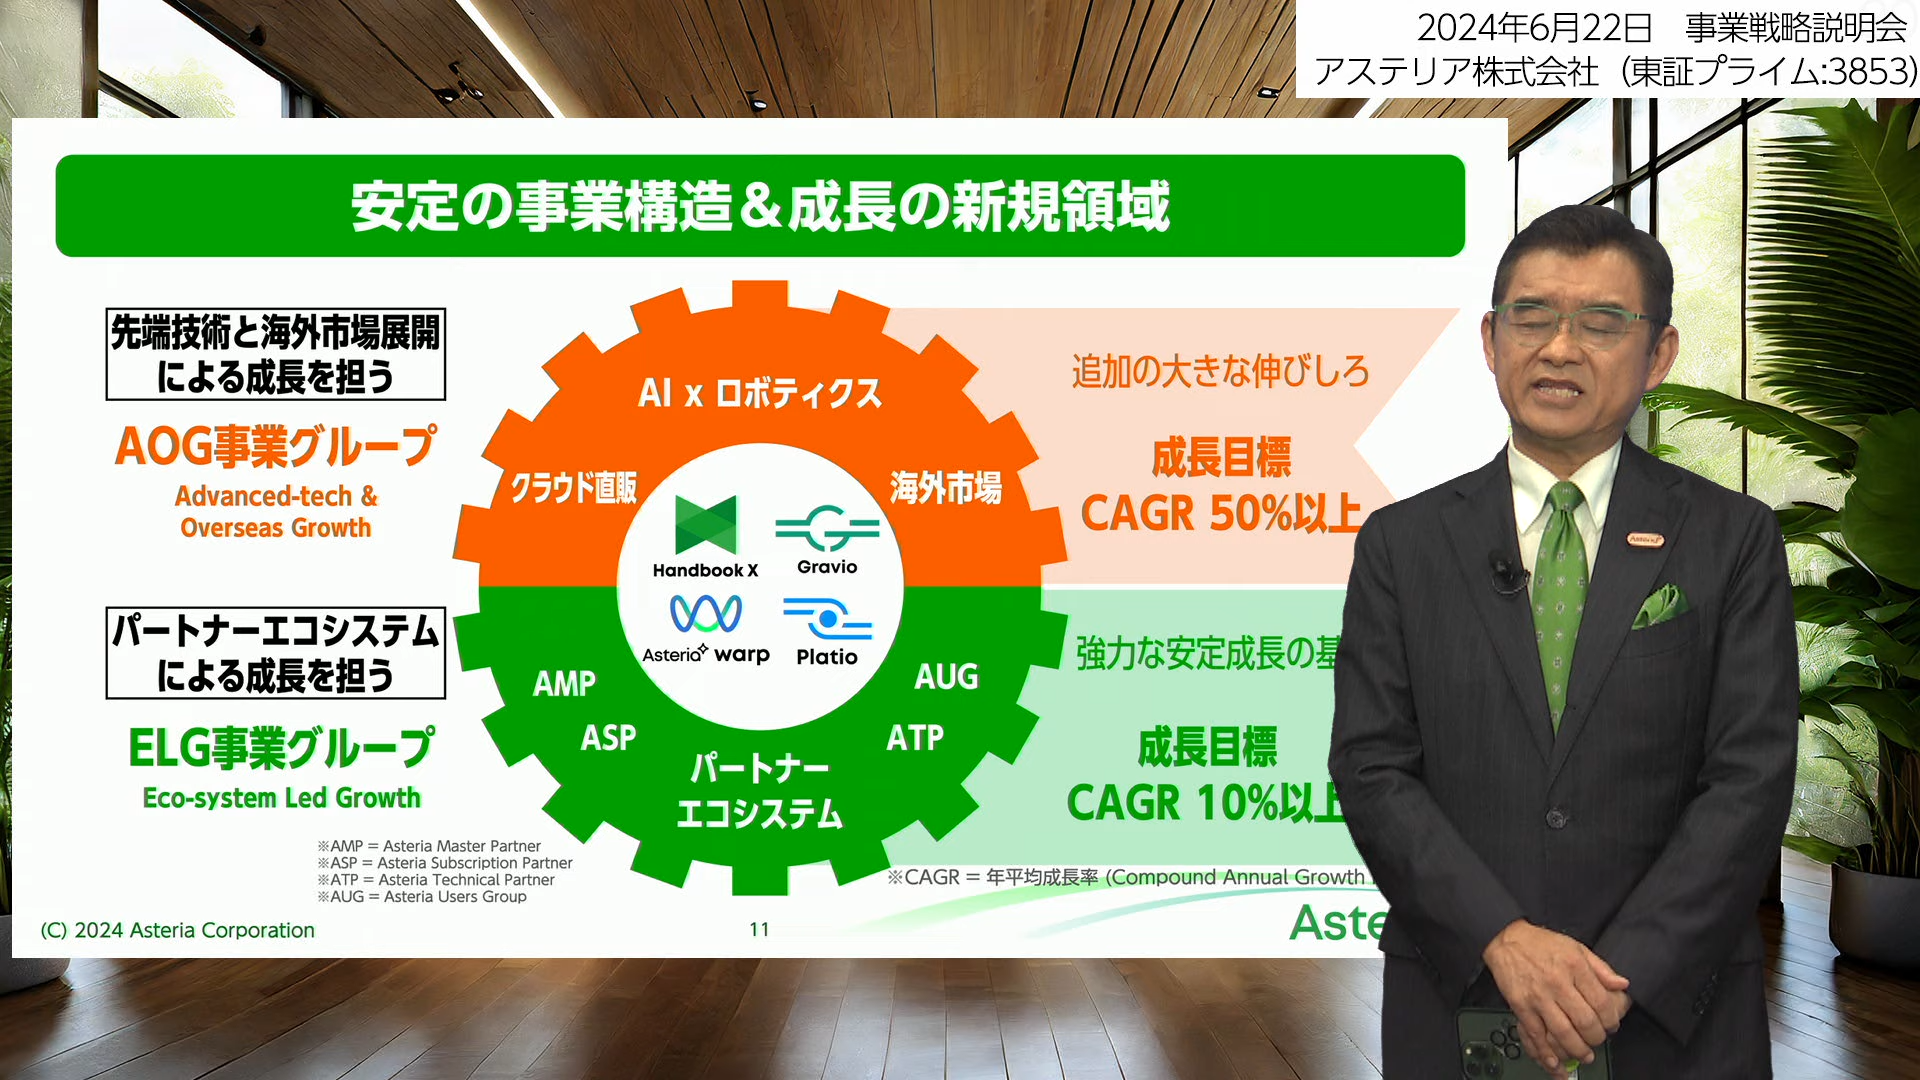 2024年6月22日　事業戦略説明会
アステリア株式会社（東証プライム:3853）
安定の事業構造＆成長の新規領域
先端技術と海外市場展開
による成長を担う
AOG事業グループ
Advanced-tech &
Overseas Growth
パートナーエコシステム
による成長を担う
ELG事業グループ
Eco-system Led Growth
AI x ロボティクス
クラウド直販
海外市場
Handbook X
Gravio
Asteria warp
Platio
AMP
AUG
ASP
ATP
パートナー
エコシステム
追加の大きな伸びしろ
成長目標
CAGR 50%以上
強力な安定成長の基
成長目標
CAGR 10%以上
※AMP = Asteria Master Partner
※ASP = Asteria Subscription Partner
※ATP = Asteria Technical Partner
※AUG = Asteria Users Group
※CAGR = 年平均成長率 (Compound Annual Growth
(C) 2024 Asteria Corporation
11
Aste
Asteria